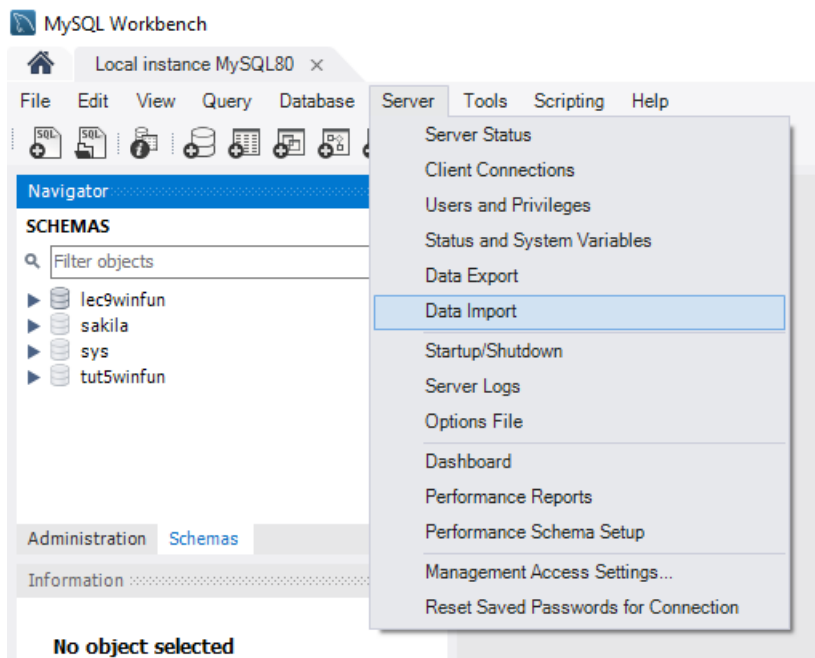 MySQL Workbench
Local instance MySQL80 ×
File Edit View Query Database Server Tools Scripting Help
SQL SQL
Server Status
Client Connections
Users and Privileges
Status and System Variables
Data Export
Data Import
Startup/Shutdown
Server Logs
Options File
Dashboard
Performance Reports
Performance Schema Setup
Management Access Settings...
Reset Saved Passwords for Connection
Navigator
SCHEMAS
Filter objects
lec9winfun
sakila
sys
tut5winfun
Administration Schemas
Information
No object selected